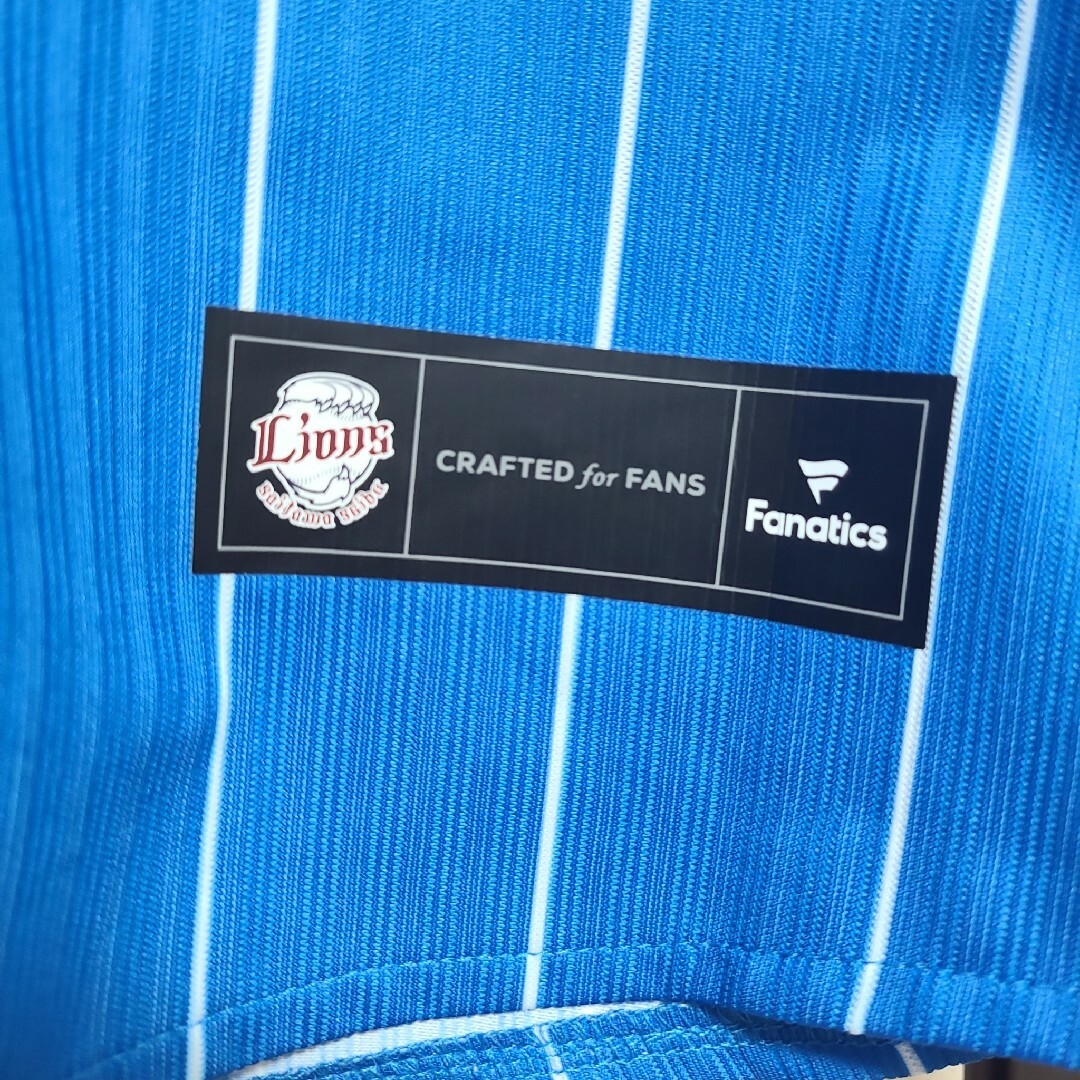 Lions
Saitama Seibu
CRAFTED for FANS
Fanatics